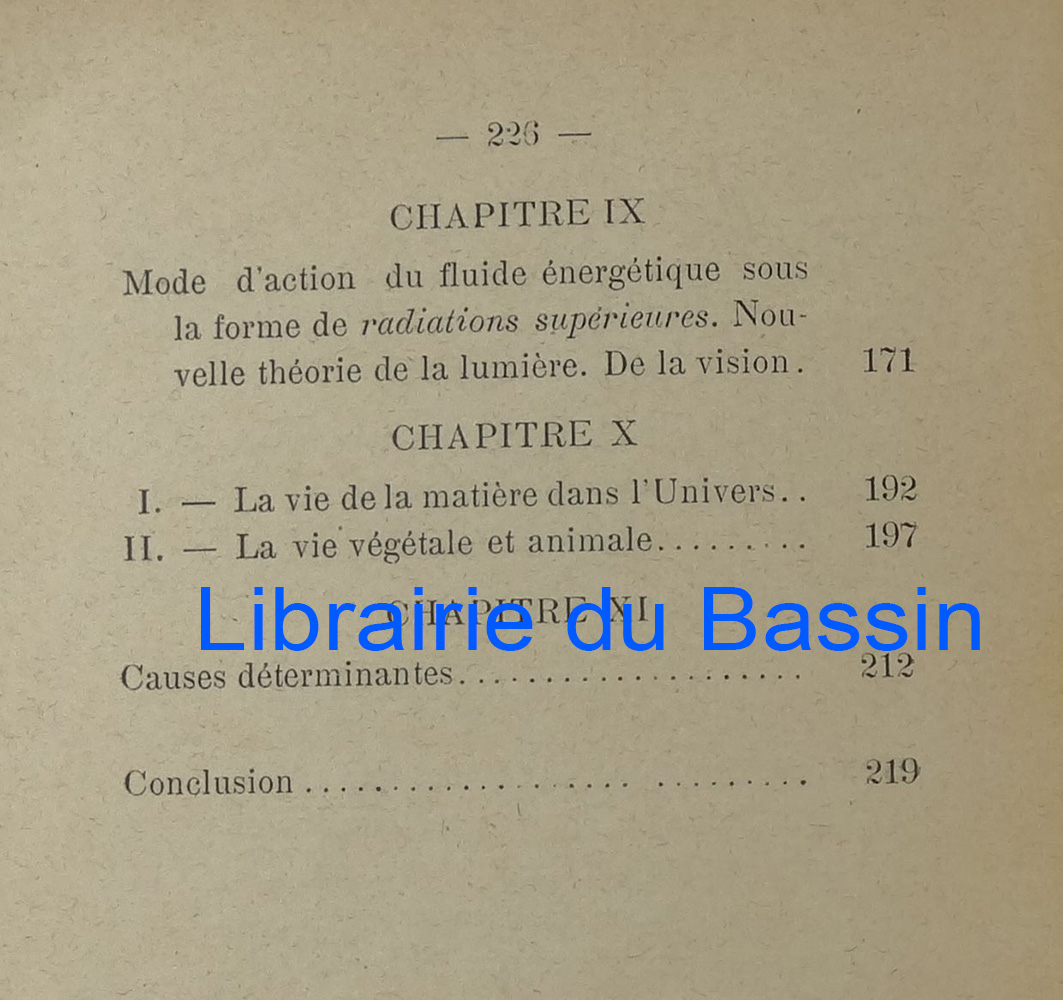 — 226 —
CHAPITRE IX
Mode d'action du fluide énergétique sous
la forme de radiations supérieures. Nou-
velle théorie de la lumière. De la vision. 171
CHAPITRE X
I. — La vie de la matière dans l'Univers.. 192
II. — La vie végétale et animale......... 197
CHAPITRE XI
Librairie du Bassin
Causes déterminantes.................... 212
Conclusion ................... ......... 219